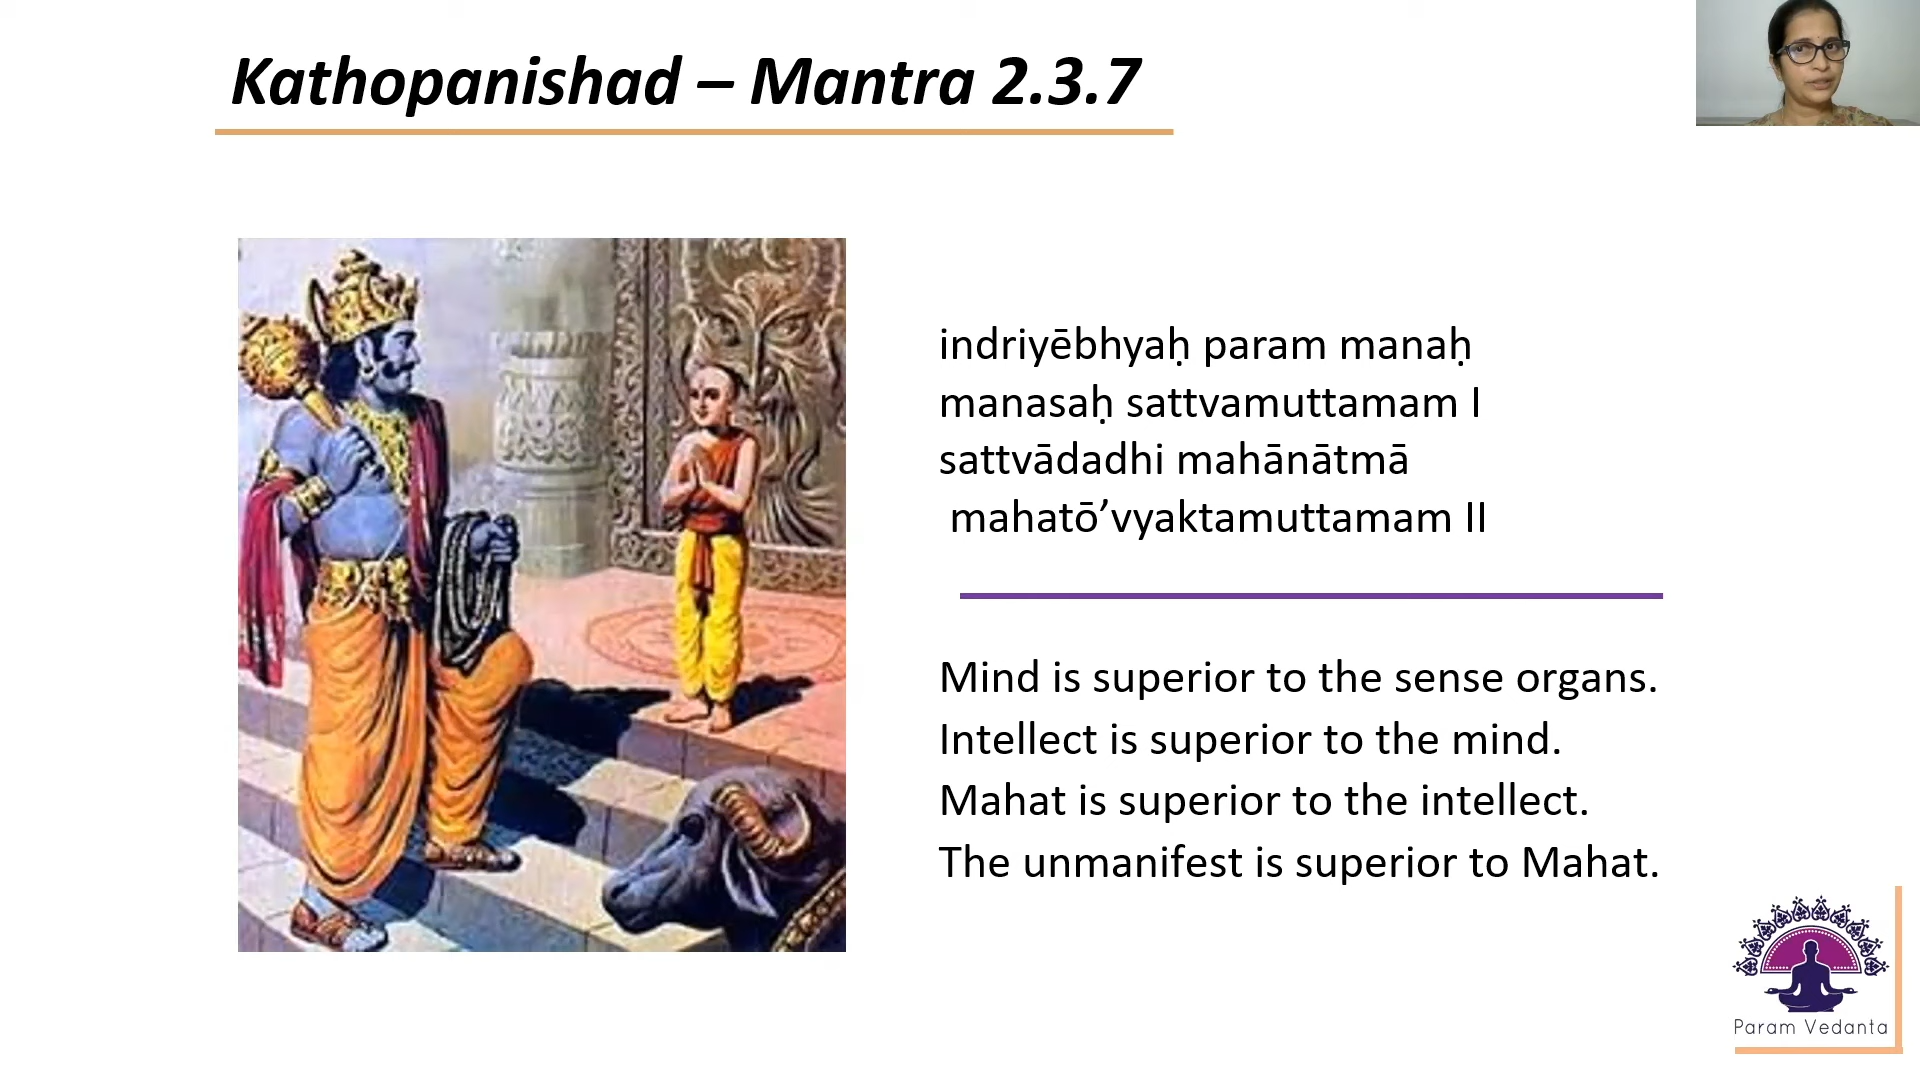 Kathopanishad – Mantra 2.3.7
indriyēbhyaḥ param manaḥ
manasaḥ sattvamuttamam I
sattvādadhi mahānātmā
mahatō’vyaktamuttamam II
Mind is superior to the sense organs.
Intellect is superior to the mind.
Mahat is superior to the intellect.
The unmanifest is superior to Mahat.
Param Vedanta